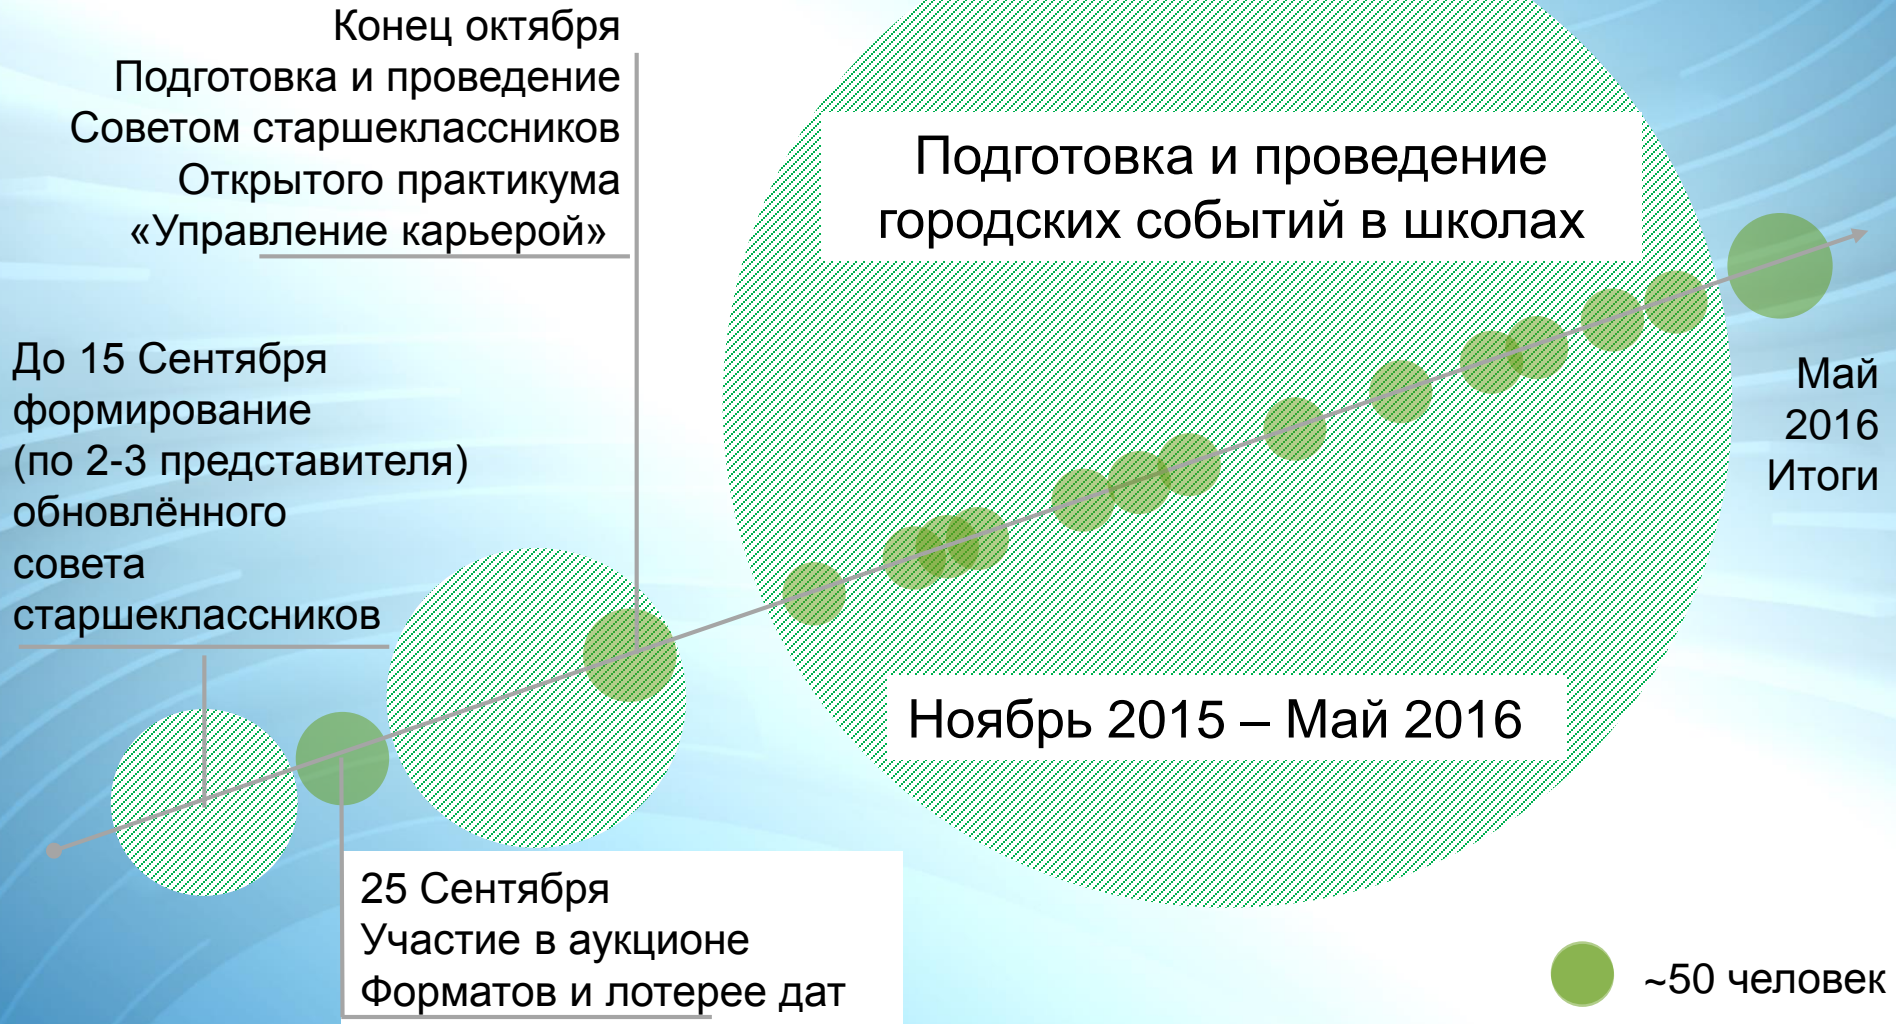 Конец октября
Подготовка и проведение
Советом старшеклассников
Открытого практикума
«Управление карьерой»
Подготовка и проведение
городских событий в школах
До 15 Сентября
формирование
(по 2-3 представителя)
обновлённого
совета
старшеклассников
Май
2016
Итоги
Ноябрь 2015 – Май 2016
25 Сентября
Участие в аукционе
Форматов и лотерее дат
~50 человек